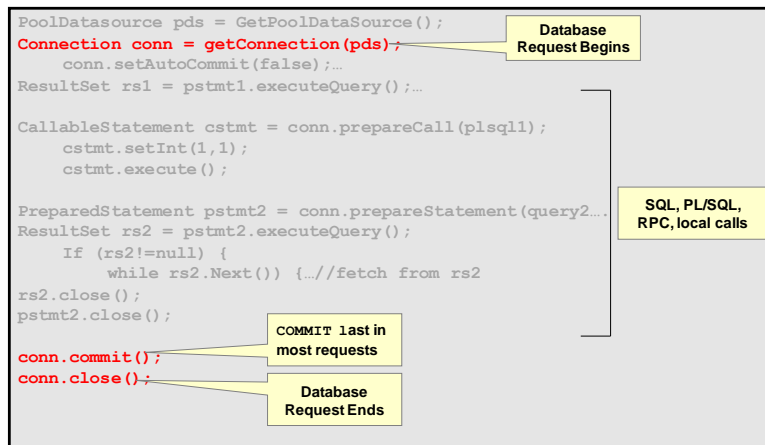 PoolDatasource pds = GetPoolDataSource();
Connection conn = getConnection(pds);
conn.setAutoCommit(false);…
ResultSet rs1 = pstmt1.executeQuery();…
CallableStatement cstmt = conn.prepareCall(plsql1);
cstmt.setInt(1,1);
cstmt.execute();
PreparedStatement pstmt2 = conn.prepareStatement(query2….
ResultSet rs2 = pstmt2.executeQuery();
If (rs2!=null) {
while rs2.Next()) {…//fetch from rs2
rs2.close();
pstmt2.close();
conn.commit();
conn.close();
Database
Request Begins
SQL, PL/SQL,
RPC, local calls
COMMIT last in
most requests
Database
Request Ends